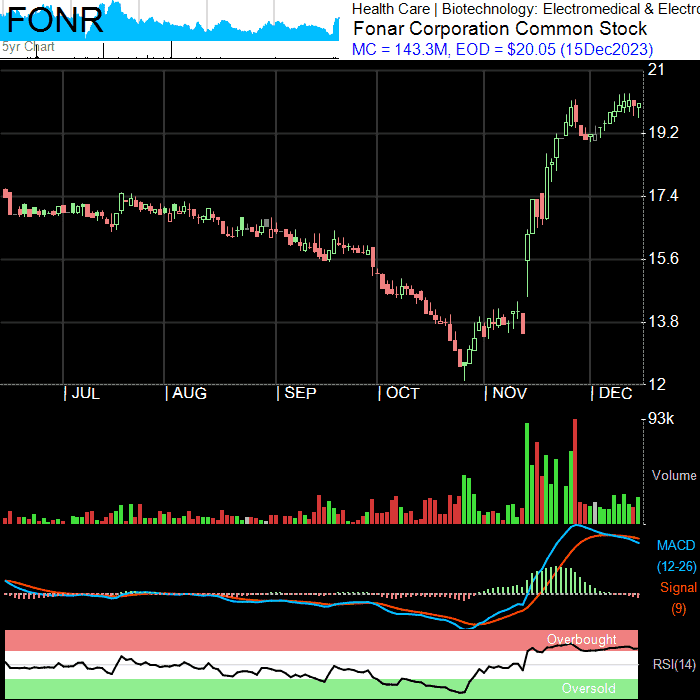 FONR
5yr Chart
Health Care | Biotechnology: Electromedical & Electro
Fonar Corporation Common Stock
MC = 143.3M, EOD = $20.05 (15Dec2023)
21
19.2
17.4
15.6
13.8
12
| JUL | AUG | SEP | OCT | NOV | DEC
93k
Volume
MACD
(12-26)
Signal
(9)
Overbought
RSI(14)
Oversold